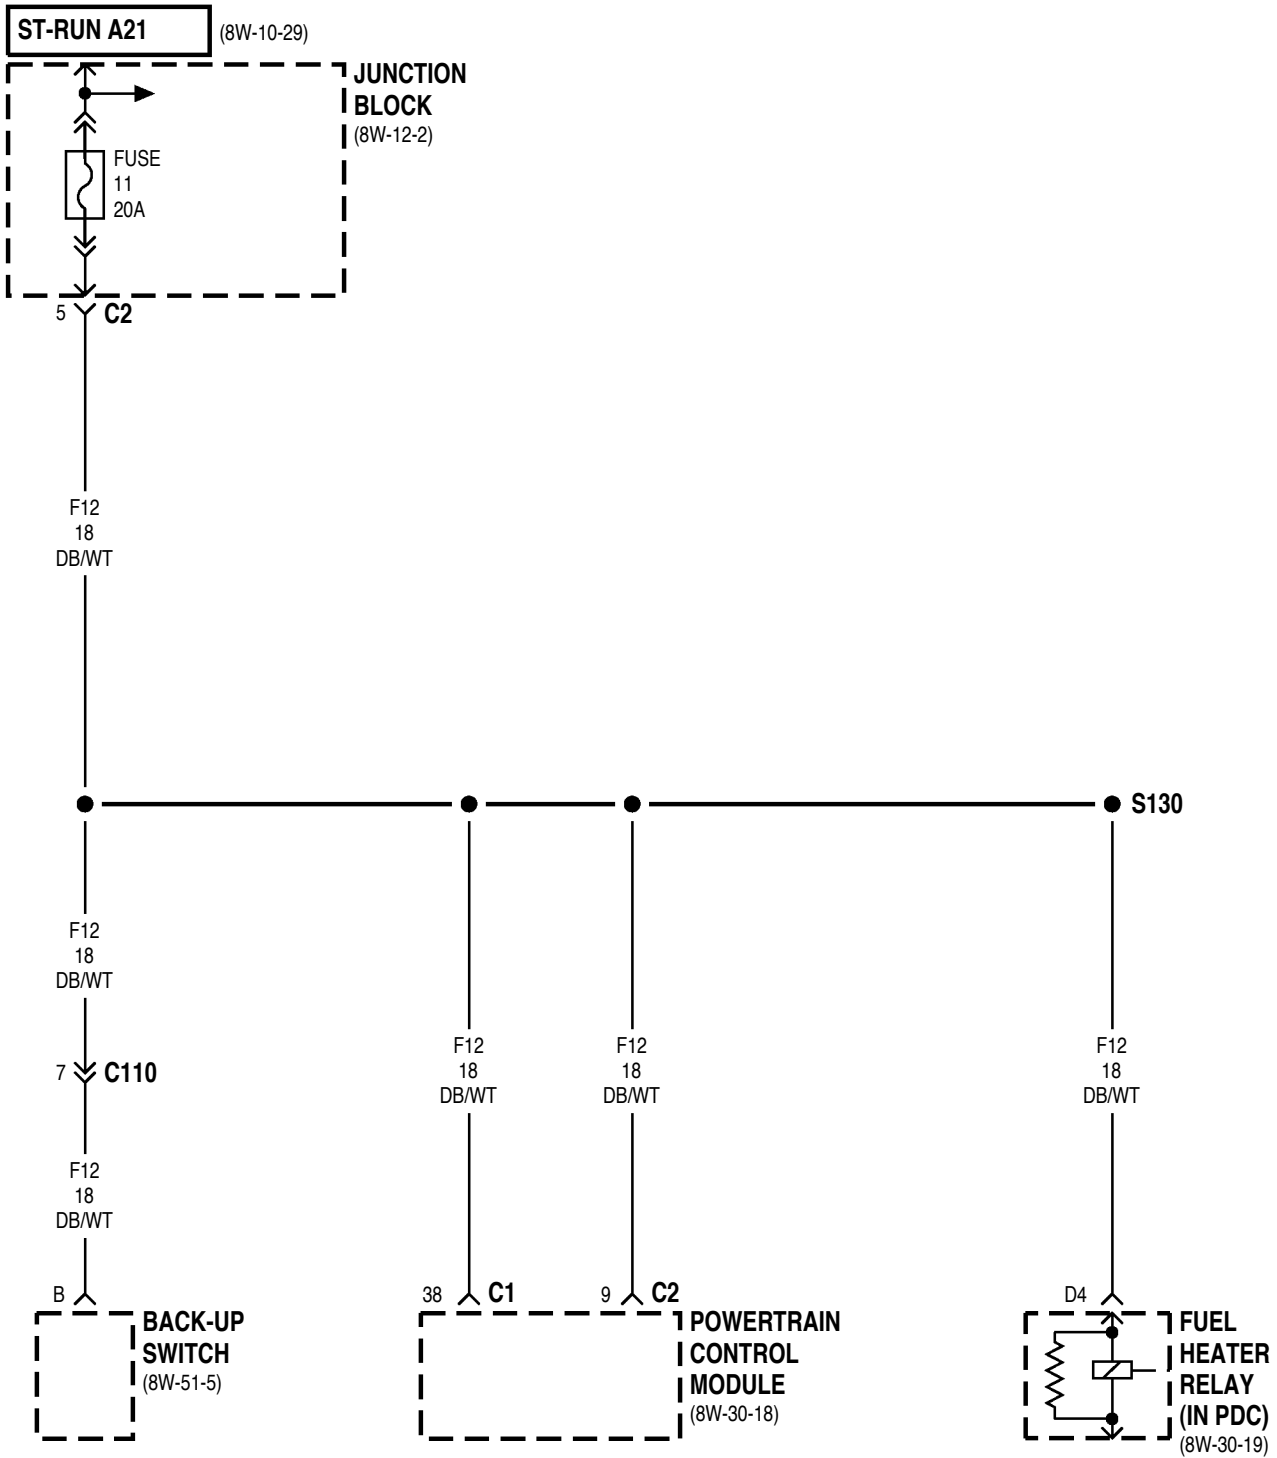 ST-RUN A21 (8W-10-29)
JUNCTION
BLOCK
(8W-12-2)
FUSE
11
20A
5 C2
F12
18
DB/WT
S130
F12
18
DB/WT
7 C110
F12
18
DB/WT
F12
18
DB/WT
F12
18
DB/WT
F12
18
DB/WT
B
BACK-UP
SWITCH
(8W-51-5)
38 C1
9 C2
POWERTRAIN
CONTROL
MODULE
(8W-30-18)
D4
FUEL
HEATER
RELAY
(IN PDC)
(8W-30-19)